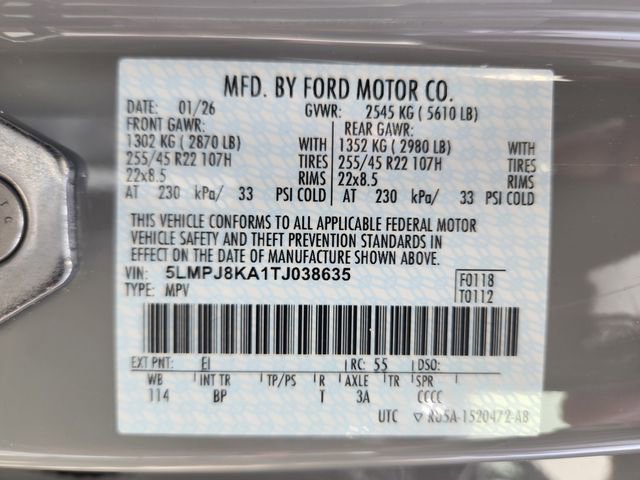 MFD. BY FORD MOTOR CO.
DATE: 01/26 GVWR: 2545 KG ( 5610 LB)
FRONT GAWR: REAR GAWR:
1302 KG ( 2870 LB) WITH 1352 KG ( 2980 LB) WITH
255/45 R22 107H TIRES 255/45 R22 107H TIRES
22x8.5 RIMS 22x8.5 RIMS
AT 230 kPa/ 33 PSI COLD AT 230 kPa/ 33 PSI COLD
THIS VEHICLE CONFORMS TO ALL APPLICABLE FEDERAL MOTOR
VEHICLE SAFETY AND THEFT PREVENTION STANDARDS IN
EFFECT ON THE DATE OF MANUFACTURE SHOWN ABOVE.
VIN: 5LMPJ8KA1TJ038635 F0118
TYPE: MPV T0112
EXT PNT: EI RC: 55 DSO:
WB INT TR TP/PS R AXLE TR SPR
114 BP T 3A CCCC
UTC